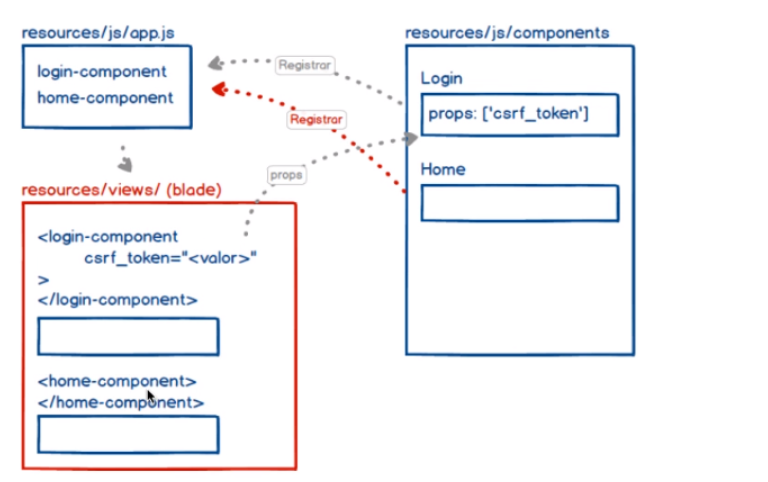 resources/js/app.js
login-component
home-component
Registrar
Registrar
props
resources/js/components
Login
props: ['csrf_token']
Home
resources/views/ (blade)
<login-component
csrf_token="<valor>"
>
</login-component>
<home-component>
</home-component>